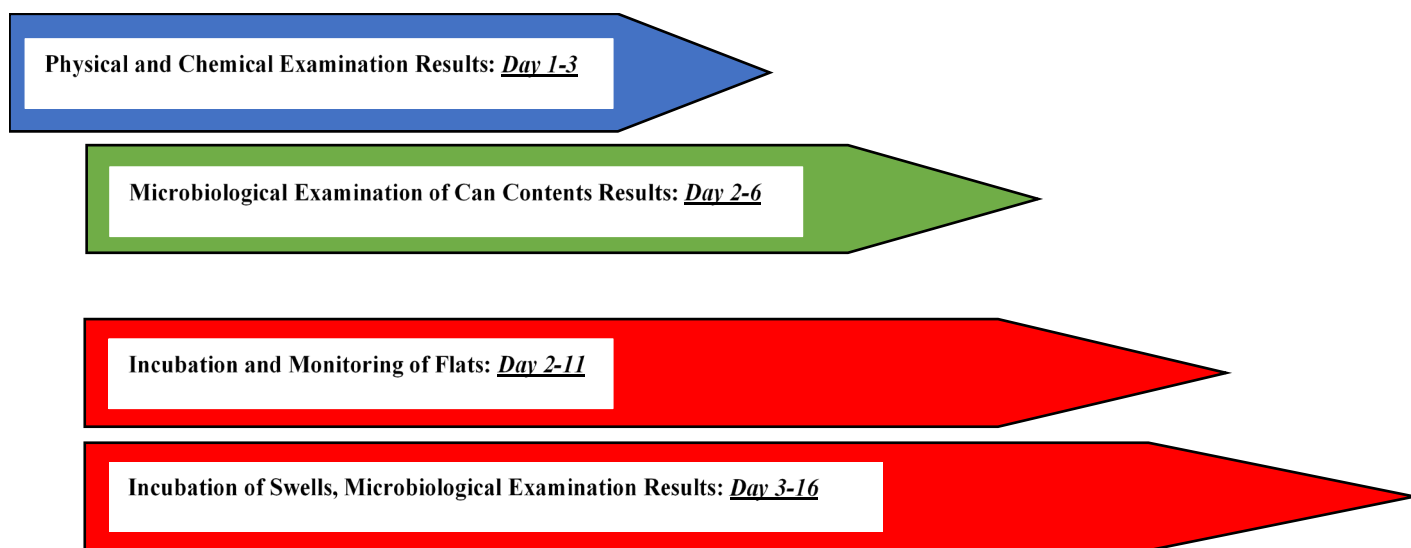 Physical and Chemical Examination Results: Day 1-3
Microbiological Examination of Can Contents Results: Day 2-6
Incubation and Monitoring of Flats: Day 2-11
Incubation of Swells, Microbiological Examination Results: Day 3-16